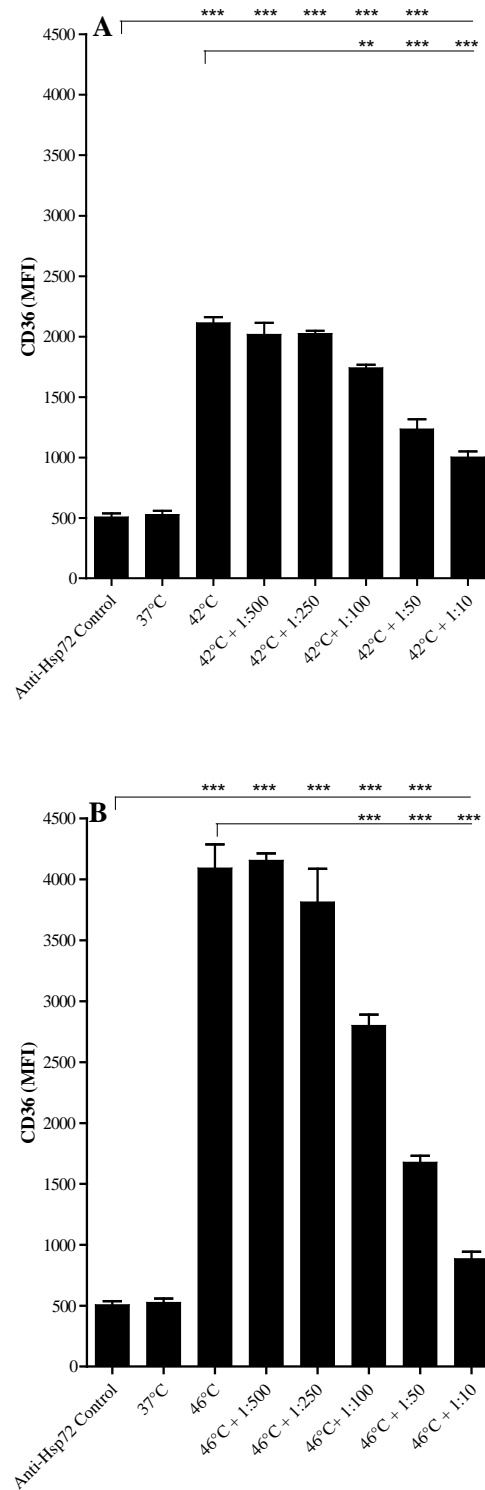 *** *** *** *** ***
A
** *** ***
4500
4000
3500
3000
2500
2000
1500
1000
500
0
CD36 (MFI)
Anti-Hsp72 Control
37°C
42°C
42°C + 1:500
42°C + 1:250
42°C+ 1:100
42°C + 1:50
42°C + 1:10
*** *** *** *** ***
B
*** *** ***
4500
4000
3500
3000
2500
2000
1500
1000
500
0
CD36 (MFI)
Anti-Hsp72 Control
37°C
46°C
46°C + 1:500
46°C + 1:250
46°C+ 1:100
46°C + 1:50
46°C + 1:10